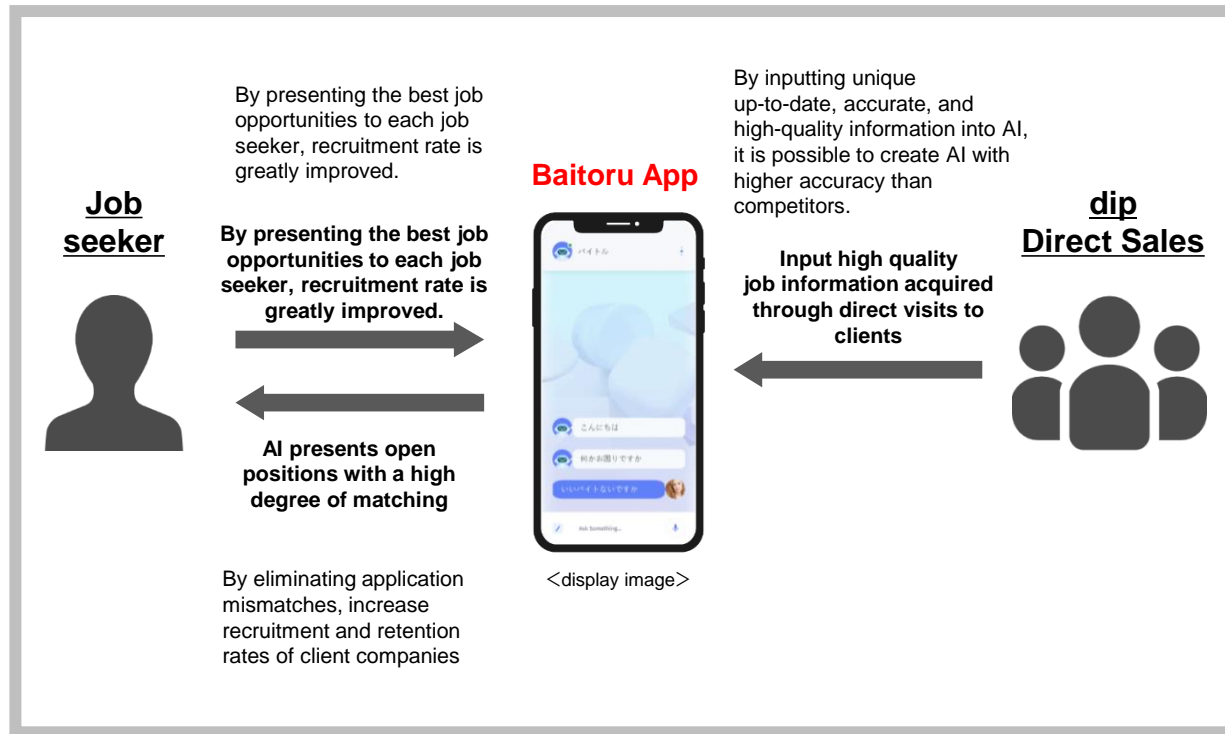 By presenting the best job
opportunities to each job
seeker, recruitment rate is
greatly improved.
Job
seeker
By presenting the best job
opportunities to each job
seeker, recruitment rate is
greatly improved.
AI presents open
positions with a high
degree of matching
By eliminating application
mismatches, increase
recruitment and retention
rates of client companies
Baitoru App
バイトル
こんにちは
何かお困りですか
いいバイトないですか
Ask Something...
＜display image＞
By inputting unique
up-to-date, accurate, and
high-quality information into AI,
it is possible to create AI with
higher accuracy than
competitors.
Input high quality
job information acquired
through direct visits to
clients
dip
Direct Sales